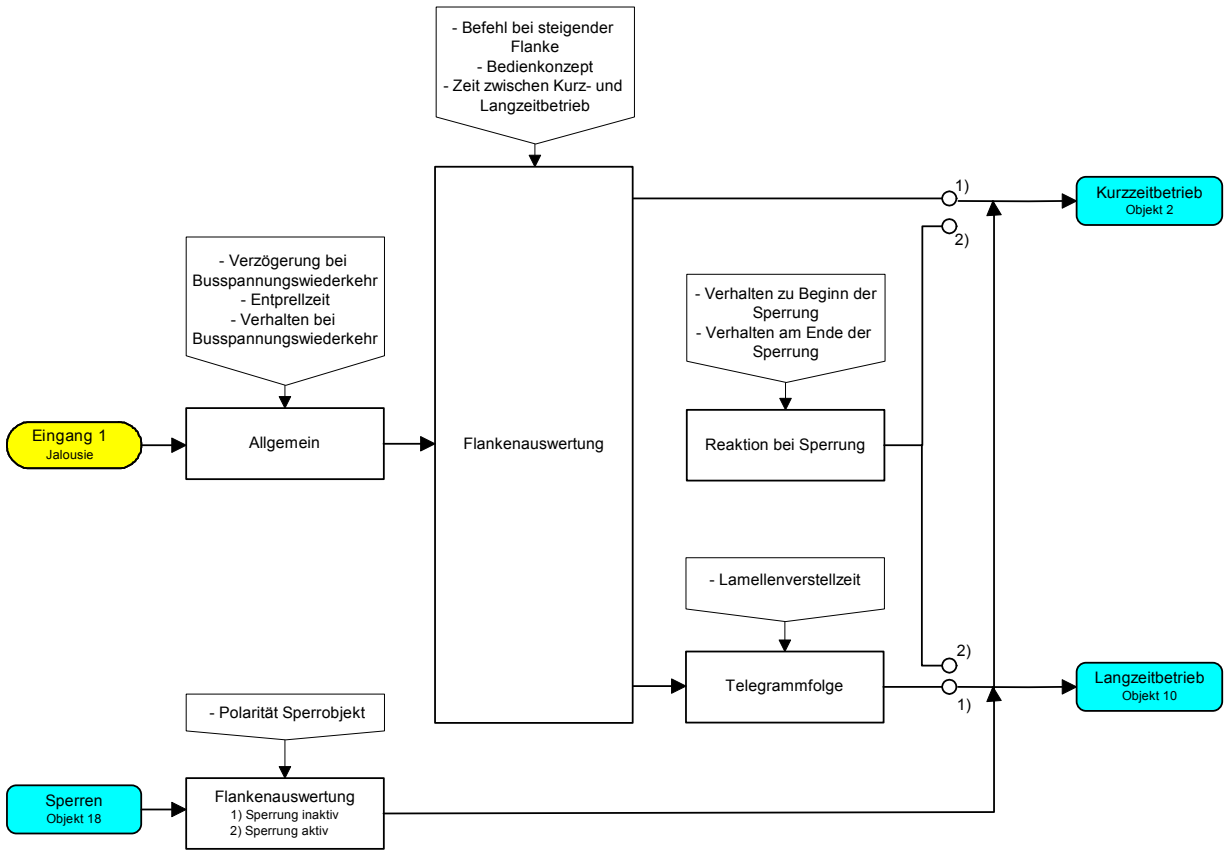 - Befehl bei steigender
Flanke
- Bedienkonzept
- Zeit zwischen Kurz- und
Langzeitbetrieb
1)
Kurzzeitbetrieb
Objekt 2
2)
- Verzögerung bei
Busspannungswiederkehr
- Entprellzeit
- Verhalten bei
Busspannungswiederkehr
- Verhalten zu Beginn der
Sperrung
- Verhalten am Ende der
Sperrung
Eingang 1
Jalousie
Allgemein
Flankenauswertung
Reaktion bei Sperrung
- Lamellenverstellzeit
2)
Telegrammfolge
1)
Langzeitbetrieb
Objekt 10
- Polarität Sperrobjekt
Sperren
Objekt 18
Flankenauswertung
1) Sperrung inaktiv
2) Sperrung aktiv